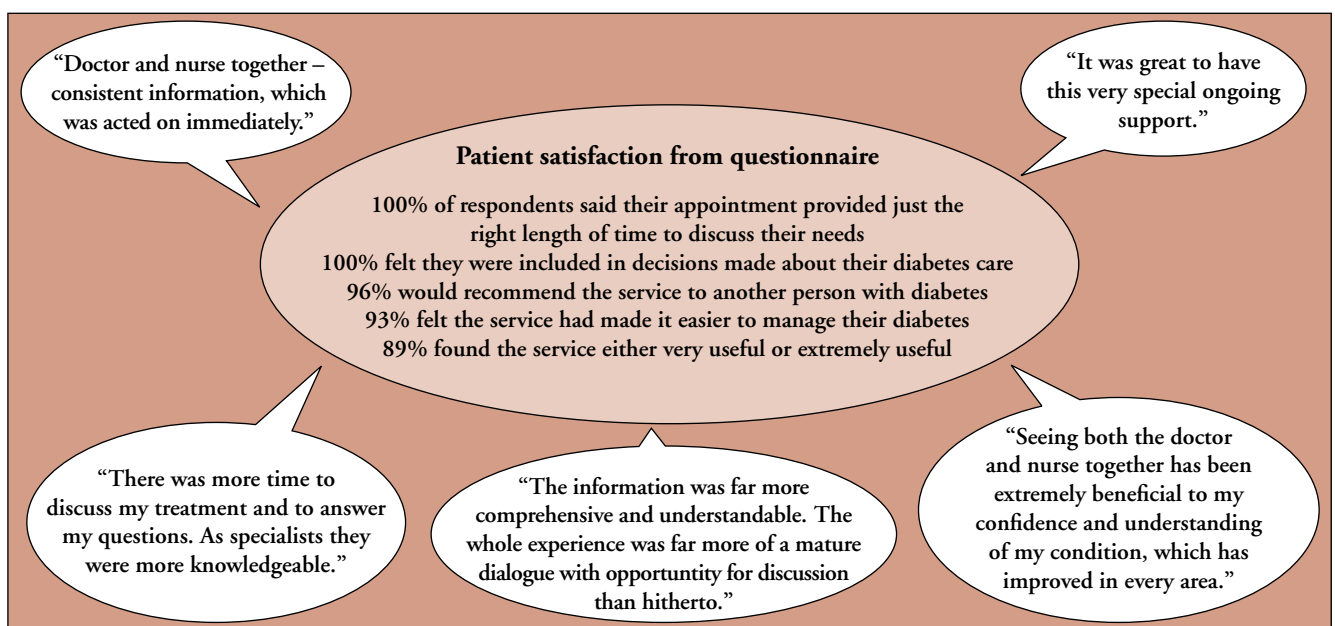 “Doctor and nurse together –
consistent information, which
was acted on immediately.”
“It was great to have
this very special ongoing
support.”
Patient satisfaction from questionnaire
100% of respondents said their appointment provided just the
right length of time to discuss their needs
100% felt they were included in decisions made about their diabetes care
96% would recommend the service to another person with diabetes
93% felt the service had made it easier to manage their diabetes
89% found the service either very useful or extremely useful
“There was more time to
discuss my treatment and to answer
my questions. As specialists they
were more knowledgeable.”
“The information was far more
comprehensive and understandable. The
whole experience was far more of a mature
dialogue with opportuntity for discussion
than hitherto.”
“Seeing both the doctor
and nurse together has been
extremely beneficial to my
confidence and understanding
of my condition, which has
improved in every area.”